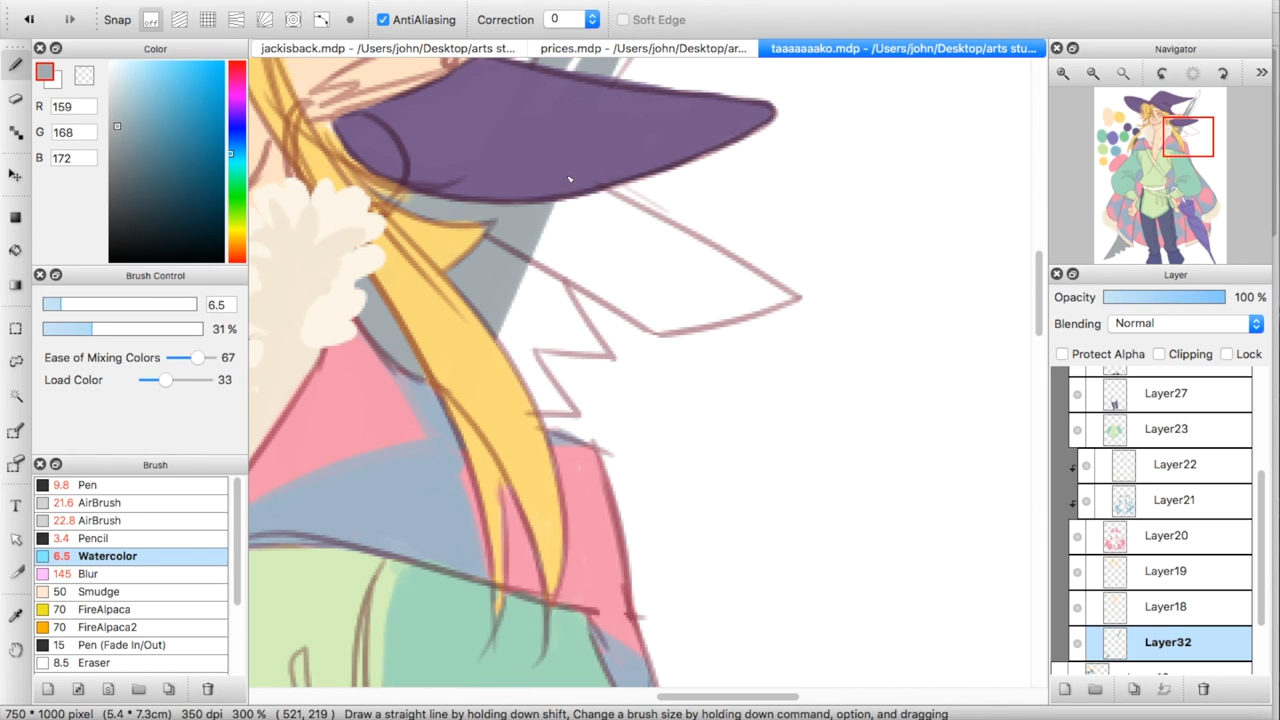 Snap
off
AntiAliasing
Correction
0
Soft Edge
Color
jackisback.mdp - /Users/john/Desktop/arts st...
prices.mdp - /Users/john/Desktop/ar...
taaaaaaako.mdp - /Users/john/Desktop/arts stu...
Navigator
R 159
G 168
B 172
Brush Control
6.5
31 %
Ease of Mixing Colors 67
Load Color 33
Layer
Opacity 100 %
Blending Normal
Protect Alpha Clipping Lock
Layer27
Layer23
Layer22
Layer21
Layer20
Layer19
Layer18
Layer32
Brush
9.8 Pen
21.6 AirBrush
22.8 AirBrush
3.4 Pencil
6.5 Watercolor
145 Blur
50 Smudge
70 FireAlpaca
70 FireAlpaca2
15 Pen (Fade In/Out)
8.5 Eraser
T
750 * 1000 pixel (5.4 * 7.3cm) 350 dpi 300 % ( 521, 219 ) Draw a straight line by holding down shift, Change a brush size by holding down command, option, and dragging